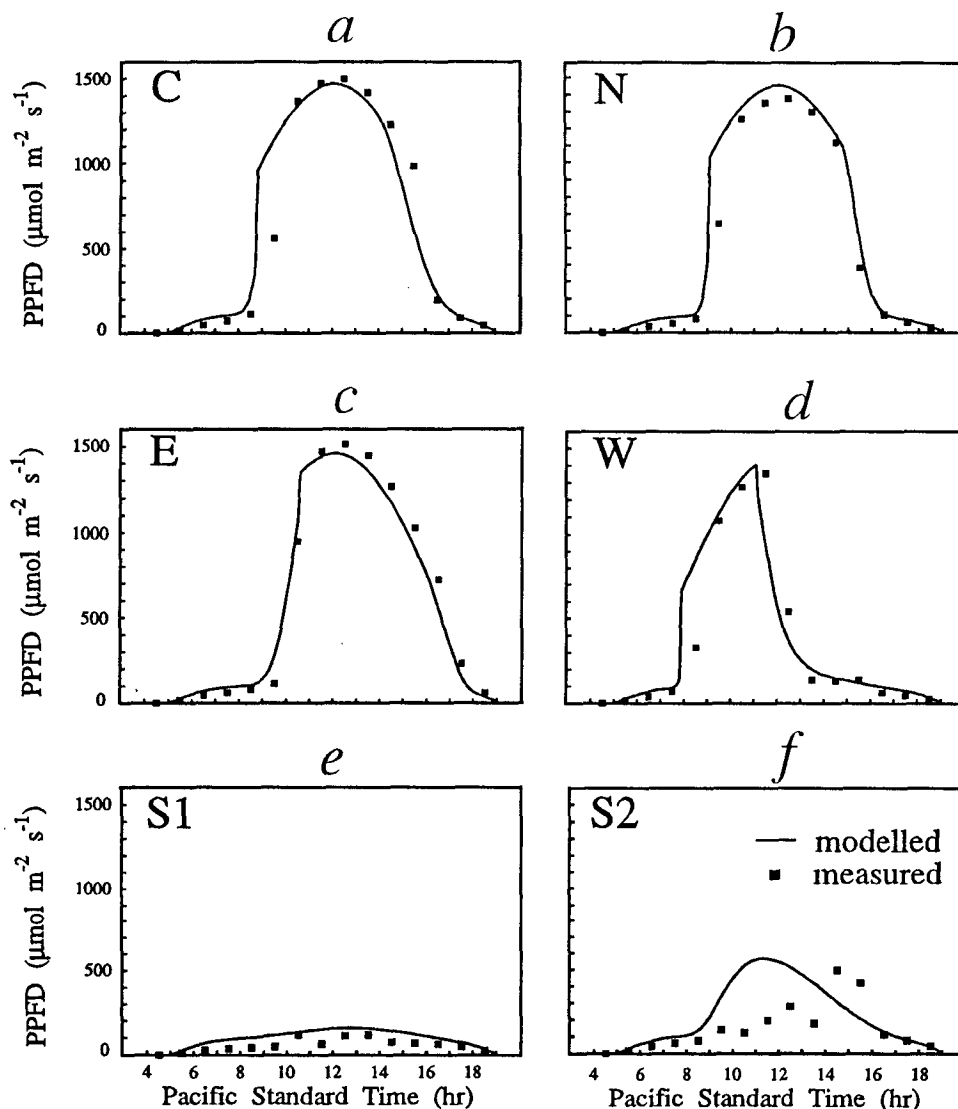 a
b
PPFD (μmol m⁻² s⁻¹)
1500
1000
500
0
C
N
c
d
PPFD (μmol m⁻² s⁻¹)
1500
1000
500
0
E
W
e
f
PPFD (μmol m⁻² s⁻¹)
1500
1000
500
0
S1
S2
modelled
measured
4 6 8 10 12 14 16 18
4 6 8 10 12 14 16 18
Pacific Standard Time (hr)
Pacific Standard Time (hr)